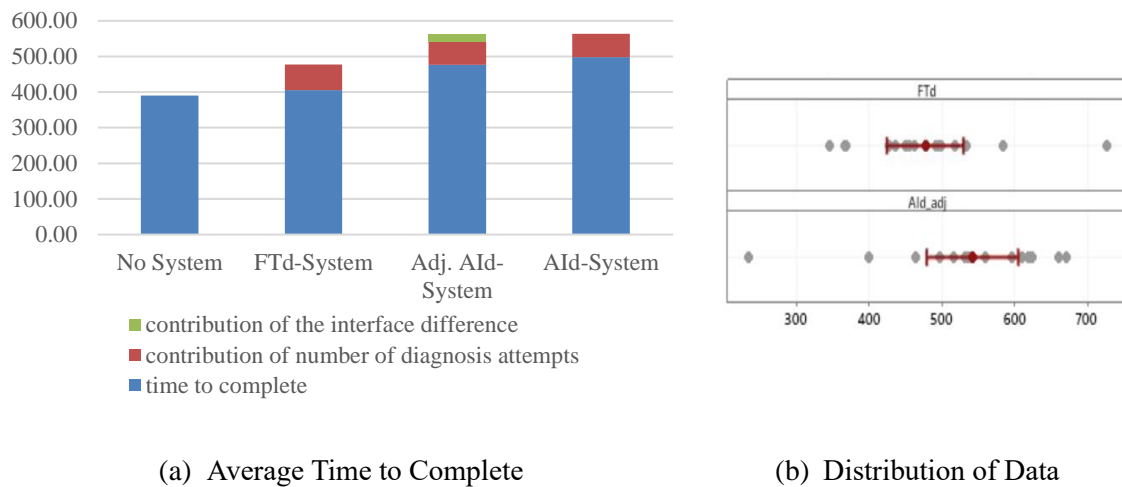 600.00
500.00
400.00
300.00
200.00
100.00
0.00
No System
FTd-System
Adj. AId-
System
AId-System
contribution of the interface difference
contribution of number of diagnosis attempts
time to complete
FTd
AId_adj
300 400 500 600 700
(a) Average Time to Complete
(b) Distribution of Data